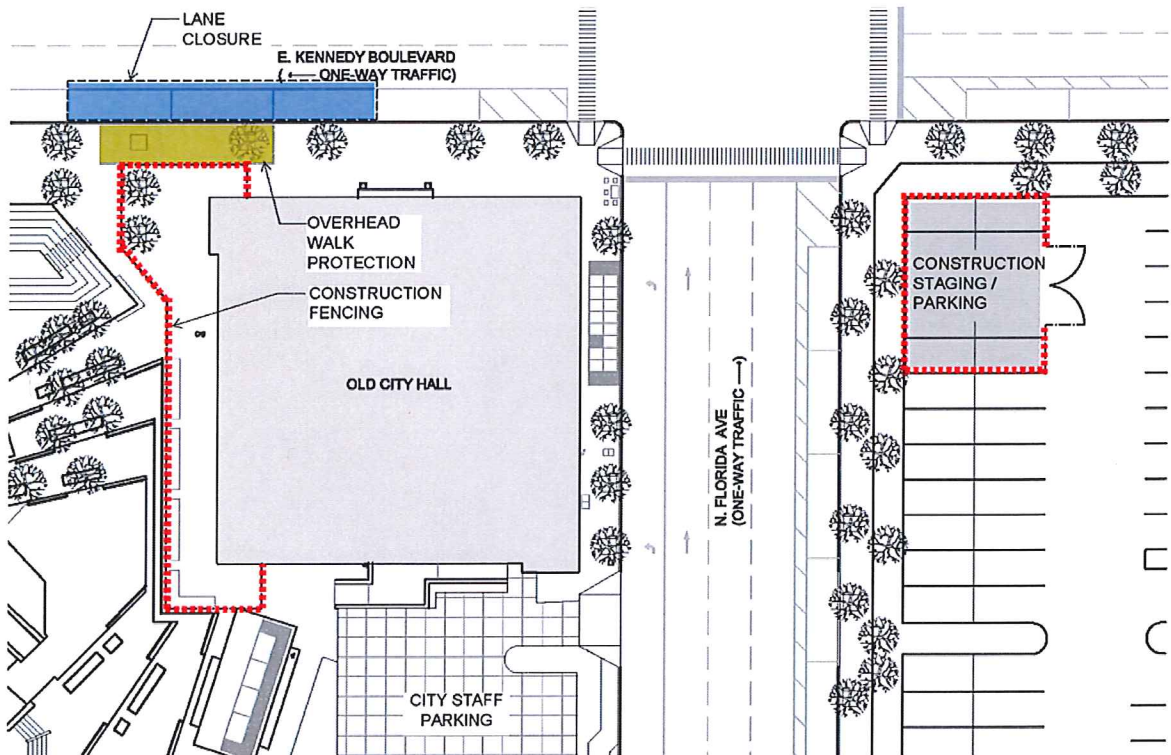 LANE
CLOSURE
E. KENNEDY BOULEVARD
(← ONE-WAY TRAFFIC)
OVERHEAD
WALK
PROTECTION
CONSTRUCTION
FENCING
OLD CITY HALL
CITY STAFF
PARKING
N. FLORIDA AVE
(ONE-WAY TRAFFIC →)
CONSTRUCTION
STAGING /
PARKING